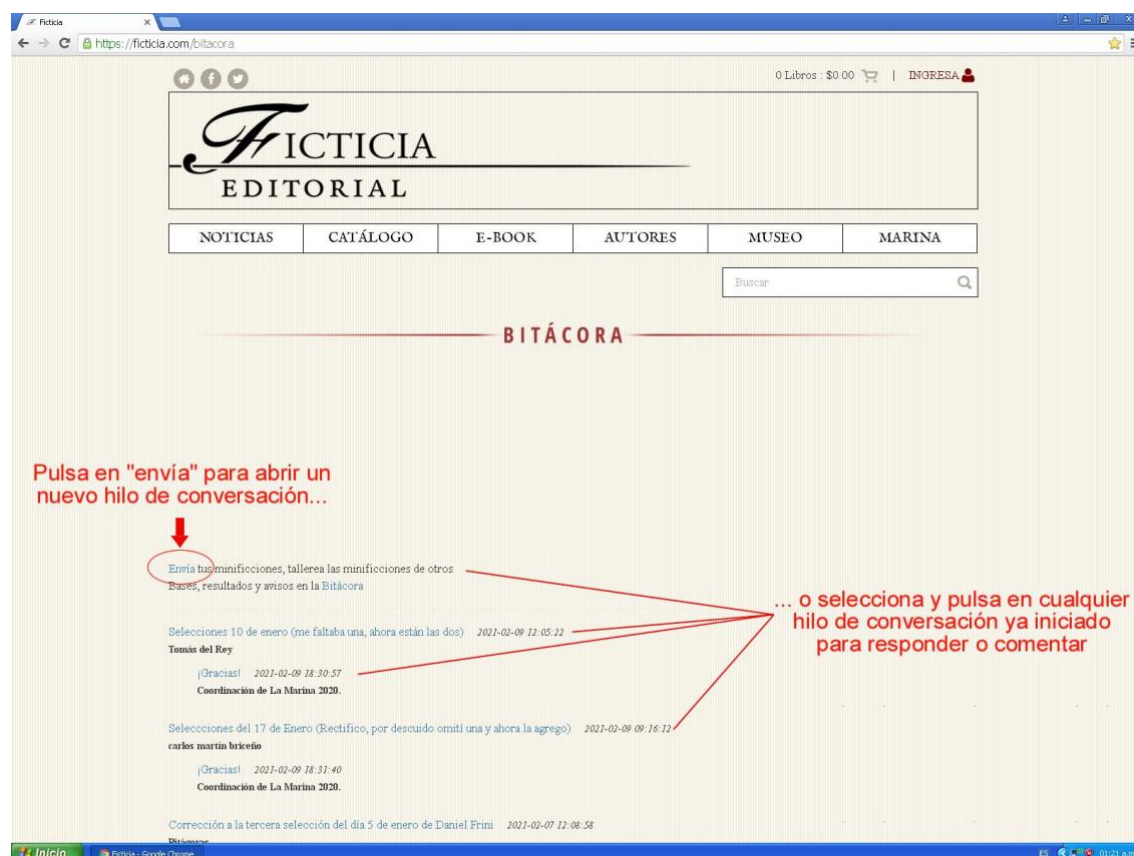 Ficticia
https://ficticia.com/bitacora
0 Libros : $0.00 | INGRESA
FICTICIA
EDITORIAL
NOTICIAS CATÁLOGO E-BOOK AUTORES MUSEO MARINA
Buscar
BITÁCORA
Pulsa en "envía" para abrir un
nuevo hilo de conversación...
Envía tus minificciones, tallerea las minificciones de otros
Bases, resultados y avisos en la Bitácora
... o selecciona y pulsa en cualquier
hilo de conversación ya iniciado
para responder o comentar
Selecciones 10 de enero (me faltaba una, ahora están las dos) 2021-02-09 12:05:22
Tomás del Rey
¡Gracias! 2021-02-09 18:30:57
Coordinación de La Marina 2020.
Seleccciones del 17 de Enero (Rectifico, por descuido omití una y ahora la agrego) 2021-02-09 09:16:12
carlos martín briceño
¡Gracias! 2021-02-09 18:31:40
Coordinación de La Marina 2020.
Corrección a la tercera selección del día 5 de enero de Daniel Frini 2021-02-07 12:08:58
Pitágoras
Inicio Ficticia - Google Chrome ES 01:21 a.m.